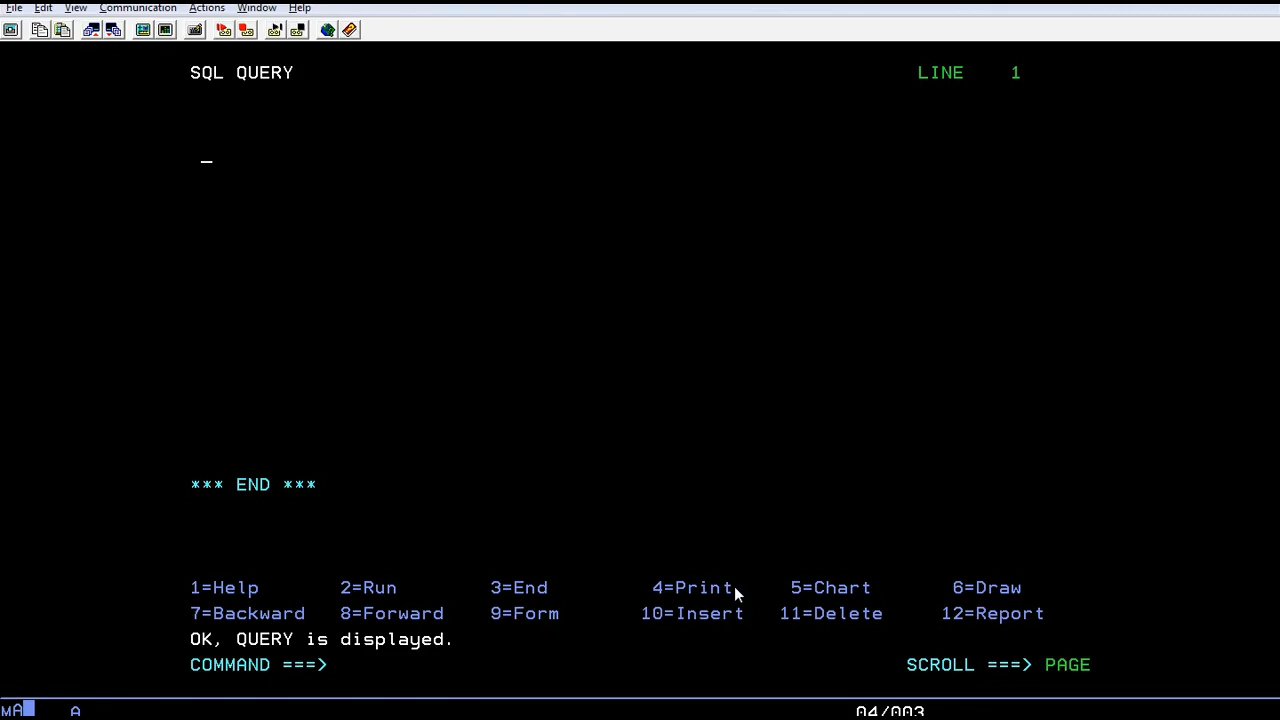 File Edit View Communication Actions Window Help
SQL QUERY LINE 1
*** END ***
1=Help 2=Run 3=End 4=Print 5=Chart 6=Draw
7=Backward 8=Forward 9=Form 10=Insert 11=Delete 12=Report
OK, QUERY is displayed.
COMMAND ===> SCROLL ===> PAGE
MA A 04/003